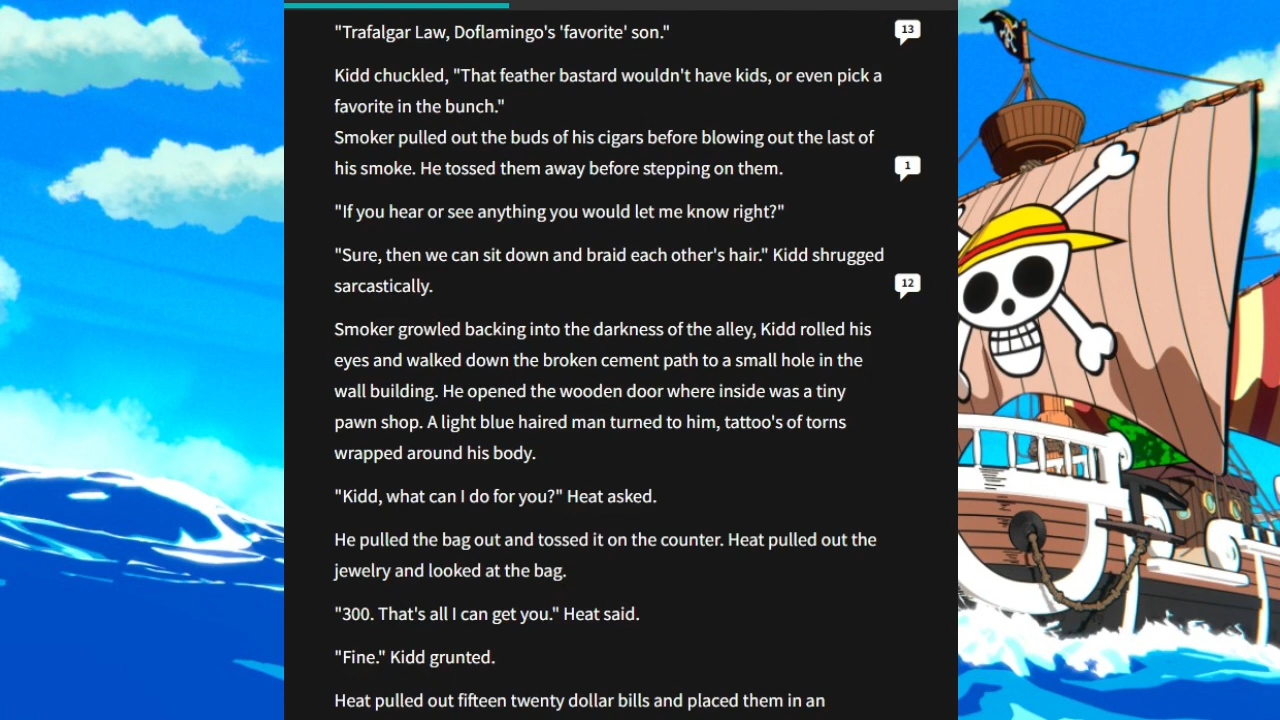 "Trafalgar Law, Doflamingo's 'favorite' son."
13
Kidd chuckled, "That feather bastard wouldn't have kids, or even pick a
favorite in the bunch."
Smoker pulled out the buds of his cigars before blowing out the last of
his smoke. He tossed them away before stepping on them.
1
"If you hear or see anything you would let me know right?"
"Sure, then we can sit down and braid each other's hair." Kidd shrugged
sarcastically.
12
Smoker growled backing into the darkness of the alley, Kidd rolled his
eyes and walked down the broken cement path to a small hole in the
wall building. He opened the wooden door where inside was a tiny
pawn shop. A light blue haired man turned to him, tattoo's of torns
wrapped around his body.
"Kidd, what can I do for you?" Heat asked.
He pulled the bag out and tossed it on the counter. Heat pulled out the
jewelry and looked at the bag.
"300. That's all I can get you." Heat said.
"Fine." Kidd grunted.
Heat pulled out fifteen twenty dollar bills and placed them in an